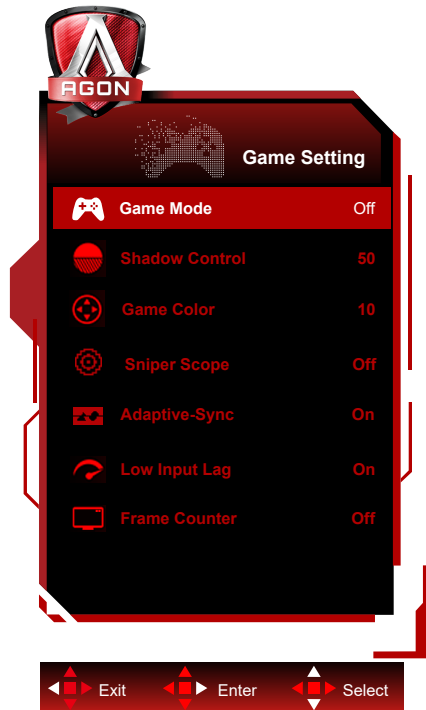 AGON
Game Setting
Game Mode Off
Shadow Control 50
Game Color 10
Sniper Scope Off
Adaptive-Sync On
Low Input Lag On
Frame Counter Off
Exit Enter Select